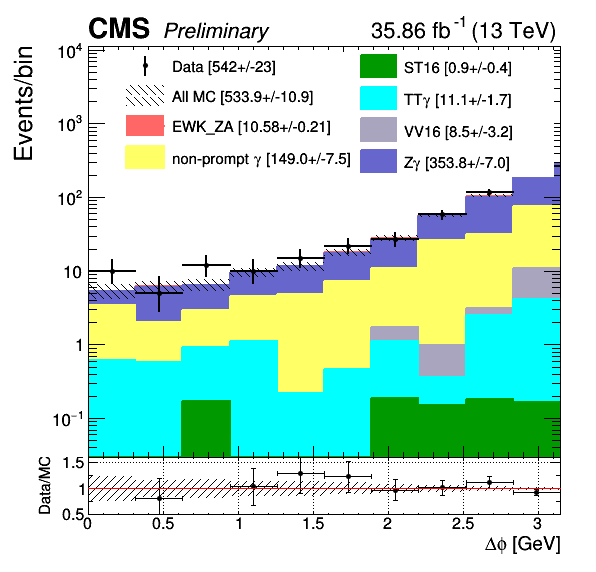 CMS Preliminary 35.86 fb⁻¹ (13 TeV)
Events/bin
10⁴
10³
10²
10
1
10⁻¹
Data [542+/-23]
All MC [533.9+/-10.9]
EWK_ZA [10.58+/-0.21]
non-prompt γ [149.0+/-7.5]
ST16 [0.9+/-0.4]
TTγ [11.1+/-1.7]
VV16 [8.5+/-3.2]
Zγ [353.8+/-7.0]
Data/MC
1.5
1
0.5
0 0.5 1 1.5 2 2.5 3
Δϕ [GeV]